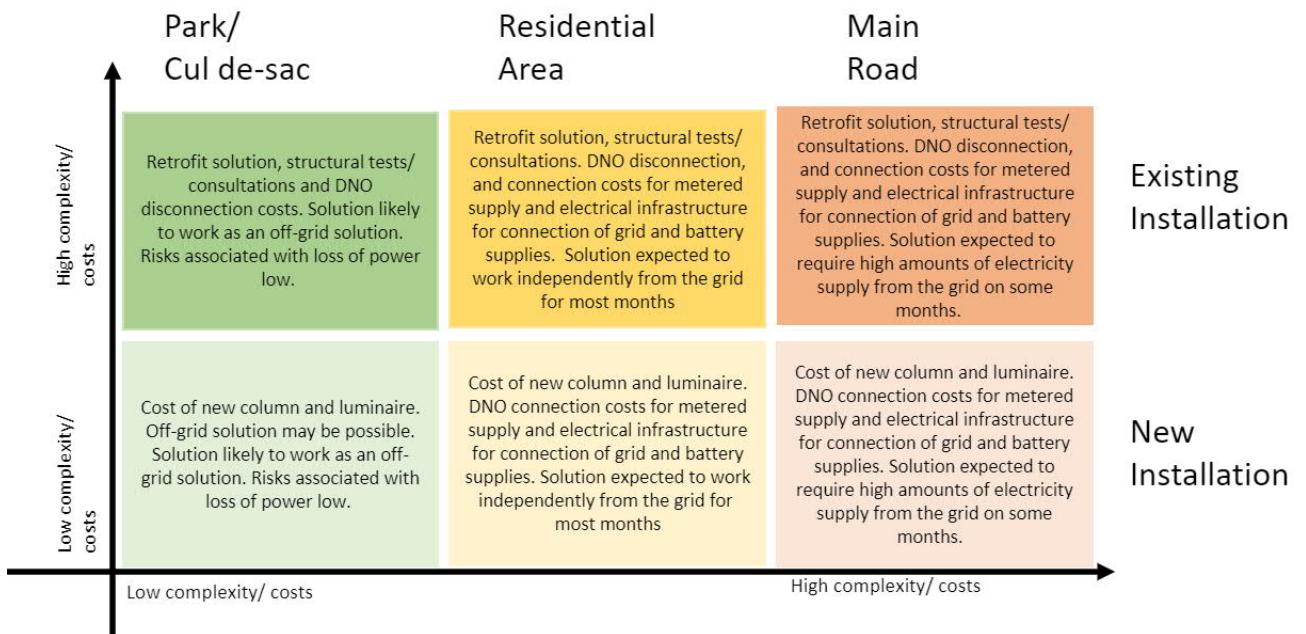 Park/
Cul de-sac
Residential
Area
Main
Road
High complexity/
costs
Retrofit solution, structural tests/
consultations and DNO
disconnection costs. Solution likely
to work as an off-grid solution.
Risks associated with loss of power
low.
Retrofit solution, structural tests/
consultations. DNO disconnection,
and connection costs for metered
supply and electrical infrastructure
for connection of grid and battery
supplies. Solution expected to
work independently from the grid
for most months
Retrofit solution, structural tests/
consultations. DNO disconnection,
and connection costs for metered
supply and electrical infrastructure
for connection of grid and battery
supplies. Solution expected to
require high amounts of electricity
supply from the grid on some
months.
Existing
Installation
Low complexity/
costs
Cost of new column and luminaire.
Off-grid solution may be possible.
Solution likely to work as an off-
grid solution. Risks associated with
loss of power low.
Cost of new column and luminaire.
DNO connection costs for metered
supply and electrical infrastructure
for connection of grid and battery
supplies. Solution expected to work
independently from the grid for
most months
Cost of new column and luminaire.
DNO connection costs for metered
supply and electrical infrastructure
for connection of grid and battery
supplies. Solution expected to
require high amounts of electricity
supply from the grid on some
months.
New
Installation
Low complexity/ costs
High complexity/ costs